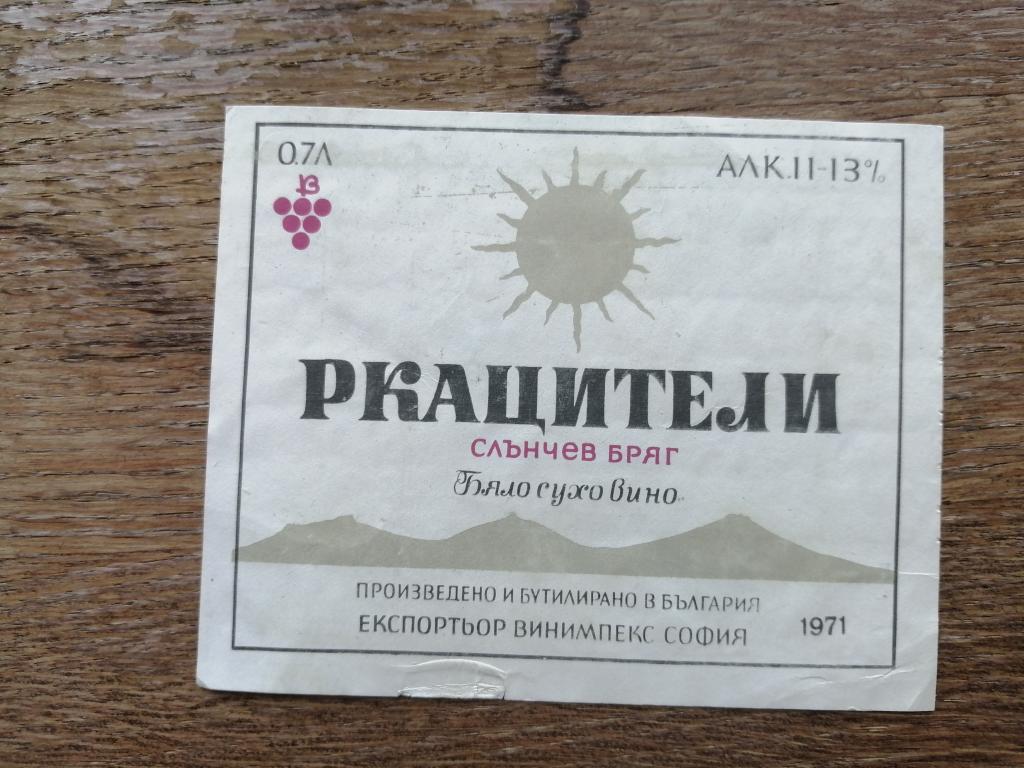 0.7Л
АЛК.11-13%
РКАЦИТЕЛИ
СЛЪНЧЕВ БРЯГ
Бяло сухо вино
ПРОИЗВЕДЕНО И БУТИЛИРАНО В БЪЛГАРИЯ
ЕКСПОРТЬОР ВИНИМПЕКС СОФИЯ
1971